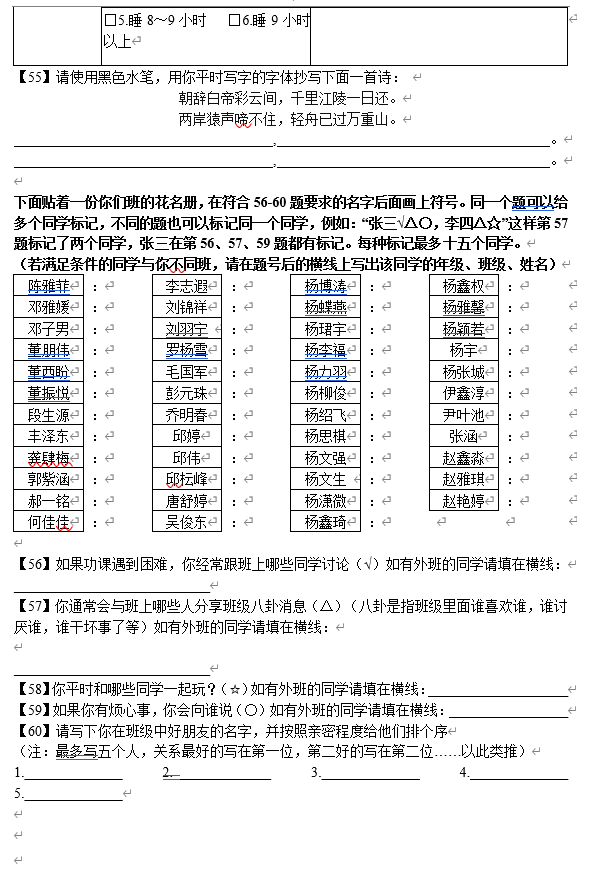 □5.睡 8～9 小时 □6.睡 9 小时
以上
【55】请使用黑色水笔，用你平时写字的字体抄写下面一首诗：
朝辞白帝彩云间，千里江陵一日还。
两岸猿声啼不住，轻舟已过万重山。
____________________,____________________。
____________________,____________________。
下面贴着一份你们班的花名册，在符合 56-60 题要求的名字后面画上符号。同一个题可以给
多个同学标记，不同的题也可以标记同一个同学，例如：“张三√△〇，李四△☆”这样第 57
题标记了两个同学，张三在第 56、57、59 题都有标记。每种标记最多十五个同学。
（若满足条件的同学与你不同班，请在题号后的横线上写出该同学的年级、班级、姓名）
陈雅菲 ： 李志遐 ： 杨博涛 ： 杨鑫权 ：
邓雅媛 ： 刘锦祥 ： 杨蝶燕 ： 杨雅馨 ：
邓子男 ： 刘羽宁 ： 杨珺宇 ： 杨颖若 ：
董朋伟 ： 罗杨雪 ： 杨李福 ： 杨宇 ：
董西盼 ： 毛国军 ： 杨力羽 ： 杨张城 ：
董振悦 ： 彭元珠 ： 杨柳俊 ： 伊鑫淳 ：
段生源 ： 乔明春 ： 杨绍飞 ： 尹叶池 ：
丰泽东 ： 邱婷 ： 杨思祺 ： 张涵 ：
龚肆梅 ： 邱伟 ： 杨文强 ： 赵鑫淼 ：
郭紫涵 ： 邱抎峰 ： 杨文生 ： 赵雅琪 ：
郝一铭 ： 唐舒婷 ： 杨潇微 ： 赵艳婷 ：
何佳佳 ： 吴俊东 ： 杨鑫琦 ：
【56】如果功课遇到困难，你经常跟班上哪些同学讨论（√）如有外班的同学请填在横线：
____________________
【57】你通常会与班上哪些人分享班级八卦消息（△）（八卦是指班级里面谁喜欢谁，谁讨
厌谁，谁干坏事了等）如有外班的同学请填在横线：
____________________
【58】你平时和哪些同学一起玩？（☆）如有外班的同学请填在横线：____________________
【59】如果你有烦心事，你会向谁说（〇）如有外班的同学请填在横线：____________________
【60】请写下你在班级中好朋友的名字，并按照亲密程度给他们排个序
（注：最多写五个人，关系最好的写在第一位，第二好的写在第二位……以此类推）
1.______________ 2.______________ 3.______________ 4.______________
5.______________